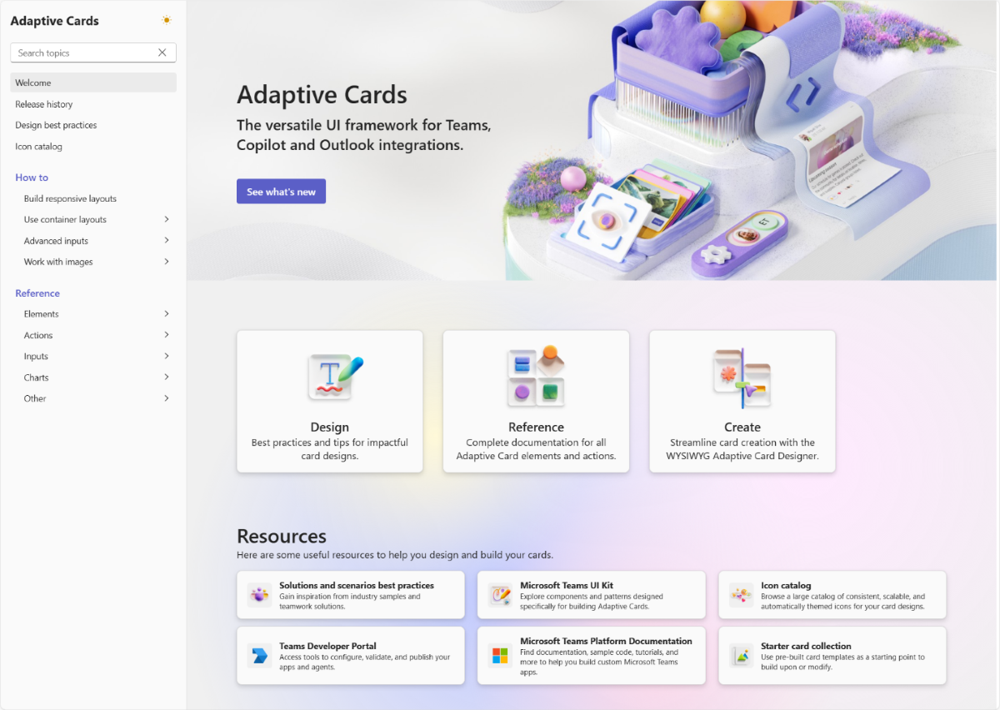 Adaptive Cards
Search topics
Welcome
Release history
Design best practices
Icon catalog
How to
Build responsive layouts
Use container layouts
Advanced inputs
Work with images
Reference
Elements
Actions
Inputs
Charts
Other
Adaptive Cards
The versatile UI framework for Teams,
Copilot and Outlook integrations.
See what's new
Upcoming session
ET
Design
Best practices and tips for impactful
card designs.
Reference
Complete documentation for all
Adaptive Card elements and actions.
Create
Streamline card creation with the
WYSIWYG Adaptive Card Designer.
Resources
Here are some useful resources to help you design and build your cards.
Solutions and scenarios best practices
Gain inspiration from industry samples and
teamwork solutions.
Microsoft Teams UI Kit
Explore components and patterns designed
specifically for building Adaptive Cards.
Icon catalog
Browse a large catalog of consistent, scalable, and
automatically themed icons for your card designs.
Teams Developer Portal
Access tools to configure, validate, and publish your
apps and agents.
Microsoft Teams Platform Documentation
Find documentation, sample code, tutorials, and
more to help you build custom Microsoft Teams
apps.
Starter card collection
Use pre-built card templates as a starting point to
build upon or modify.